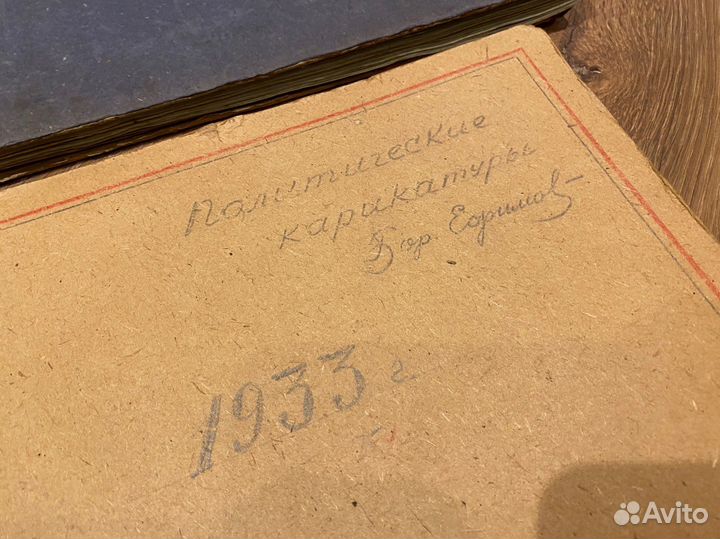 Политические
карикатуры
Бор. Ефимов
1933 г
Avito